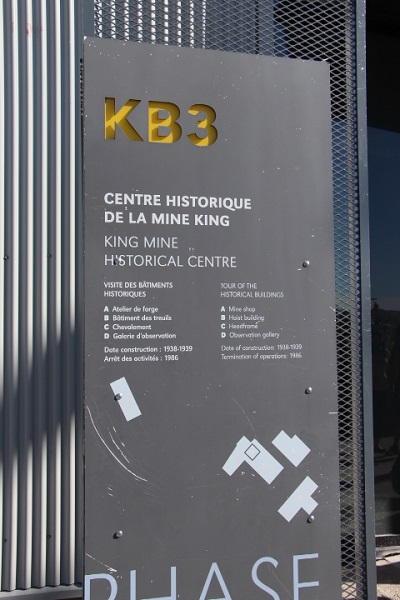 KB3
CENTRE HISTORIQUE
DE LA MINE KING
KING MINE
HISTORICAL CENTRE
VISITE DES BÂTIMENTS
HISTORIQUES
A Atelier de forge
B Bâtiment des treuils
C Chevalement
D Galerie d'observation
Date construction : 1938-1939
Arrêt des activités : 1986
TOUR OF THE
HISTORICAL BUILDINGS
A Mine shop
B Hoist building
C Headframe
D Observation gallery
Date of construction: 1938-1939
Termination of operations: 1986
PHASE